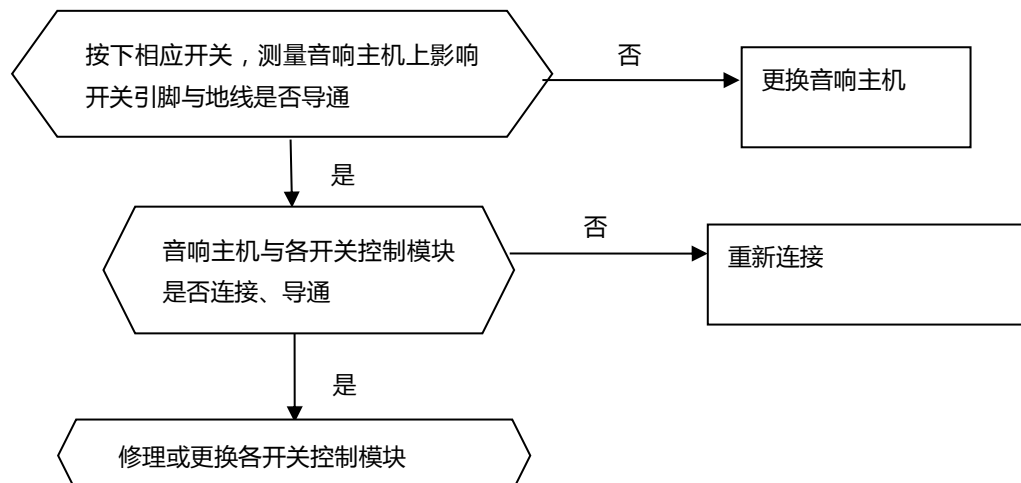 按下相应开关，测量音响主机上影响
开关引脚与地线是否导通
否
更换音响主机
是
音响主机与各开关控制模块
是否连接、导通
否
重新连接
是
修理或更换各开关控制模块